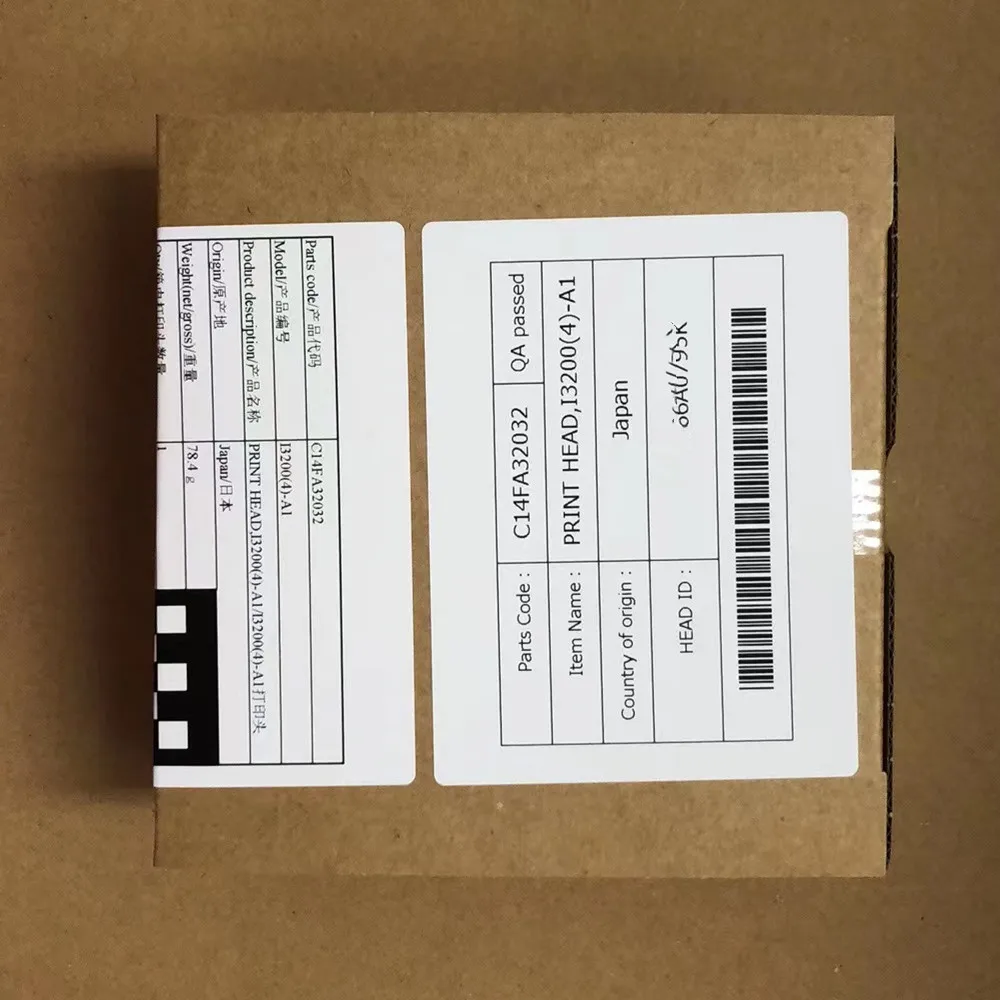 Parts code/产品代码 C14FA32032
Model/产品编号 I3200(4)-A1
Product description/产品名称 PRINT HEAD,I3200(4)-A1/I3200(4)-A1打印头
Origin/原产地 Japan/日本
Weight(net/gross)/重量 78.4 g
Parts Code : C14FA32032 QA passed
Item Name : PRINT HEAD,I3200(4)-A1
Country of origin : Japan
HEAD ID :